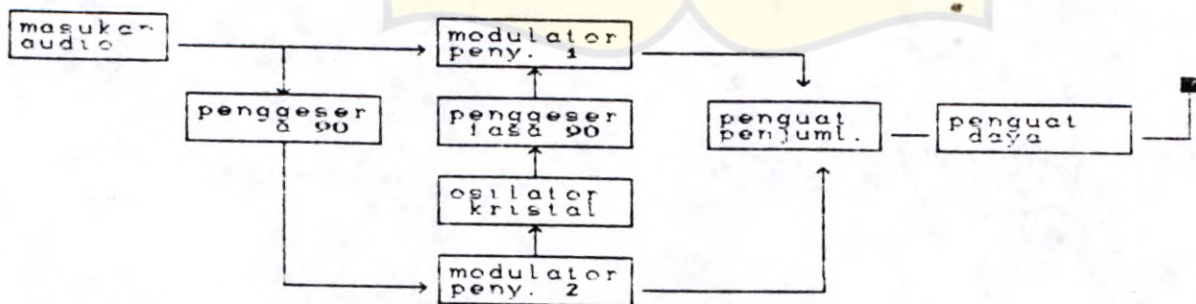 masukan
audio
modulator
peny. 1
penggeser
90
penggeser
fasa 90
penguat
penjuml.
penguat
daya
osilator
kristal
modulator
peny. 2